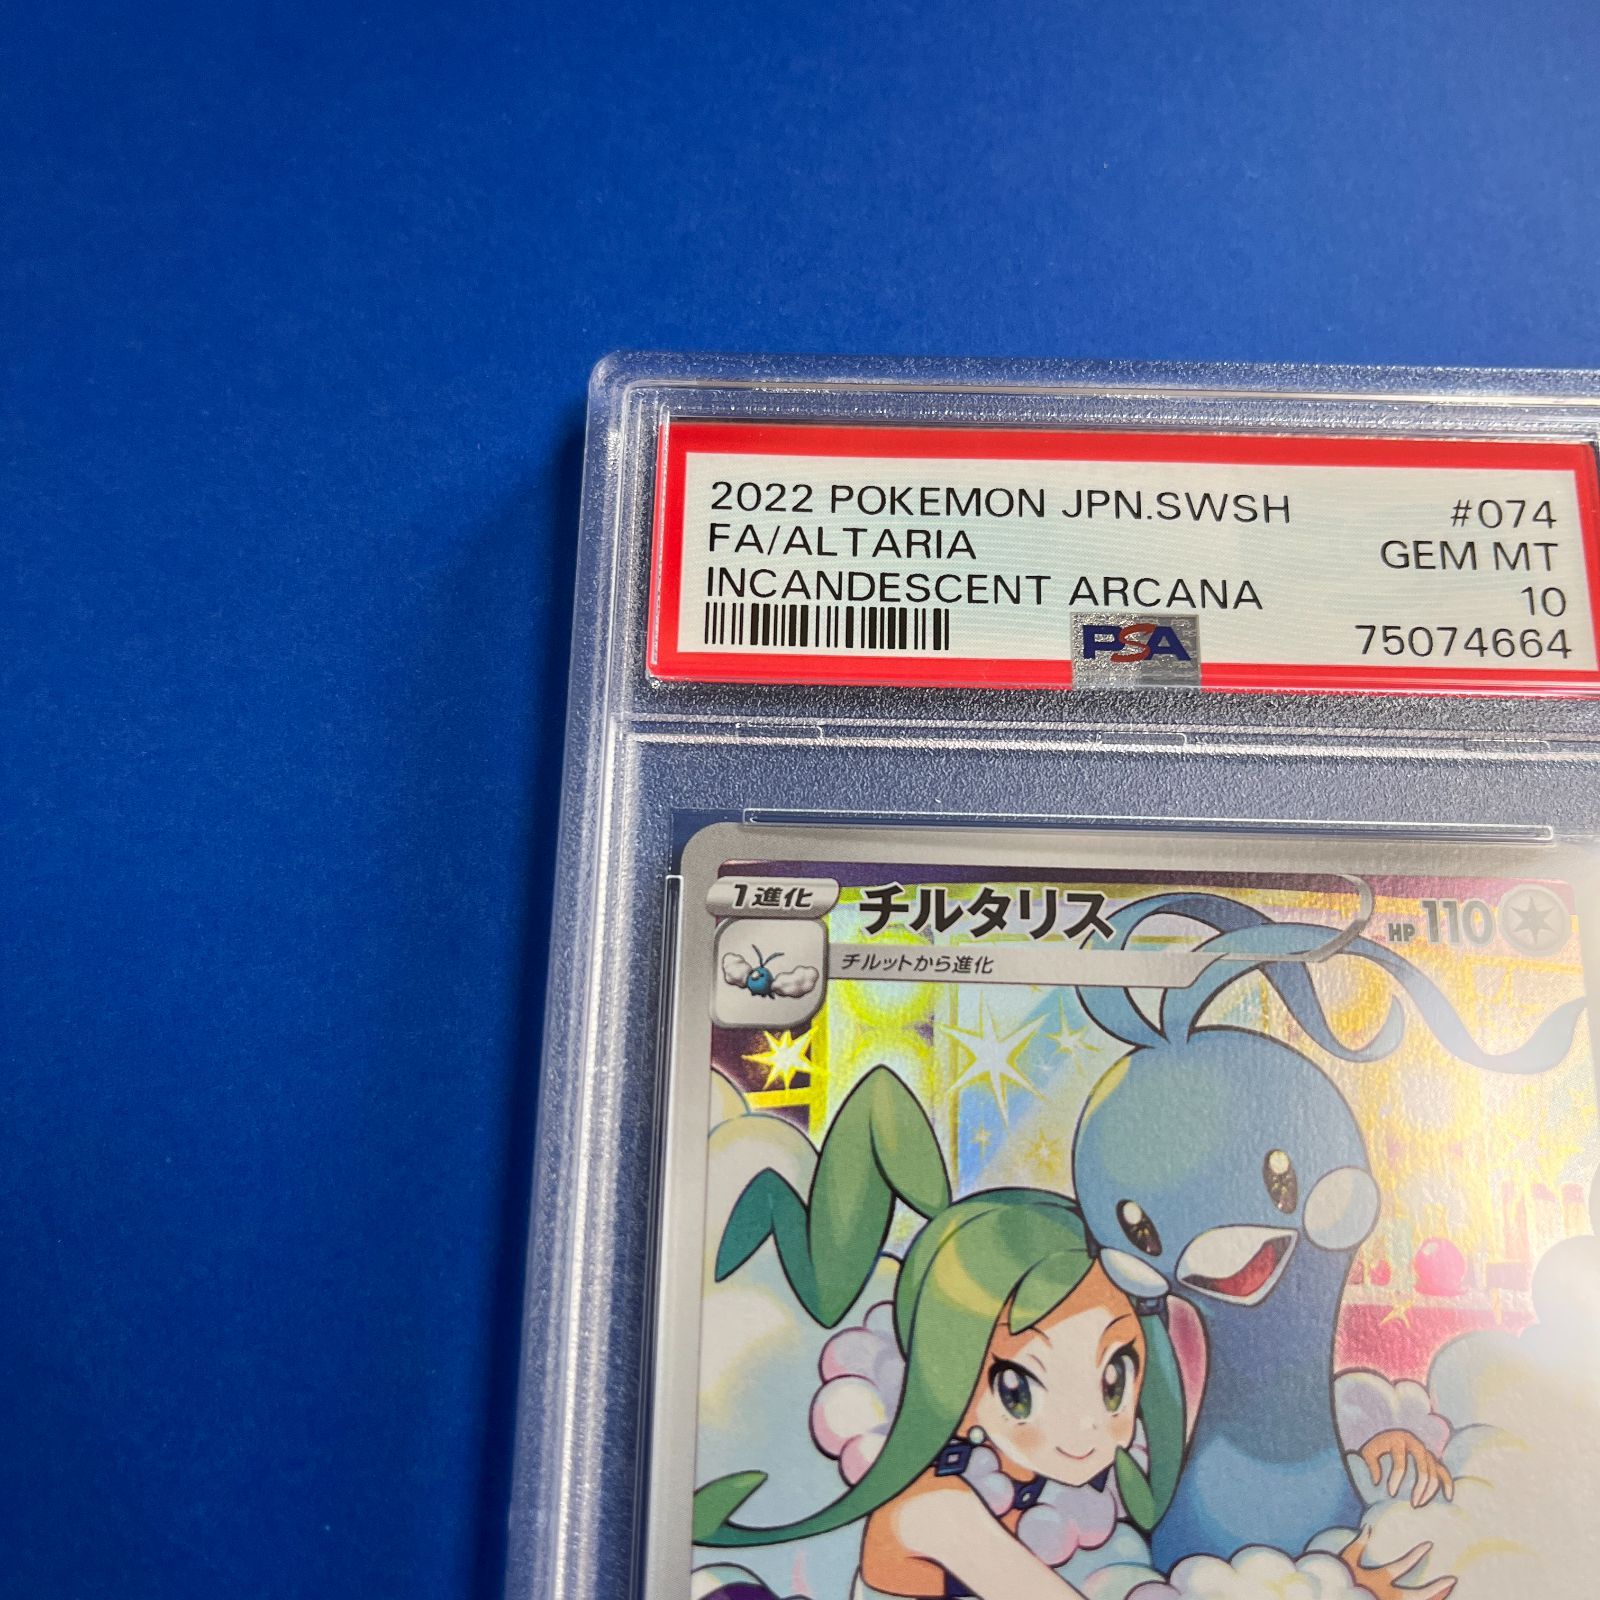 2022 POKEMON JPN.SWSH #074
FA/ALTARIA GEM MT
INCANDESCENT ARCANA 10
PSA 75074664
1進化 チルタリス HP 110
チルットから進化